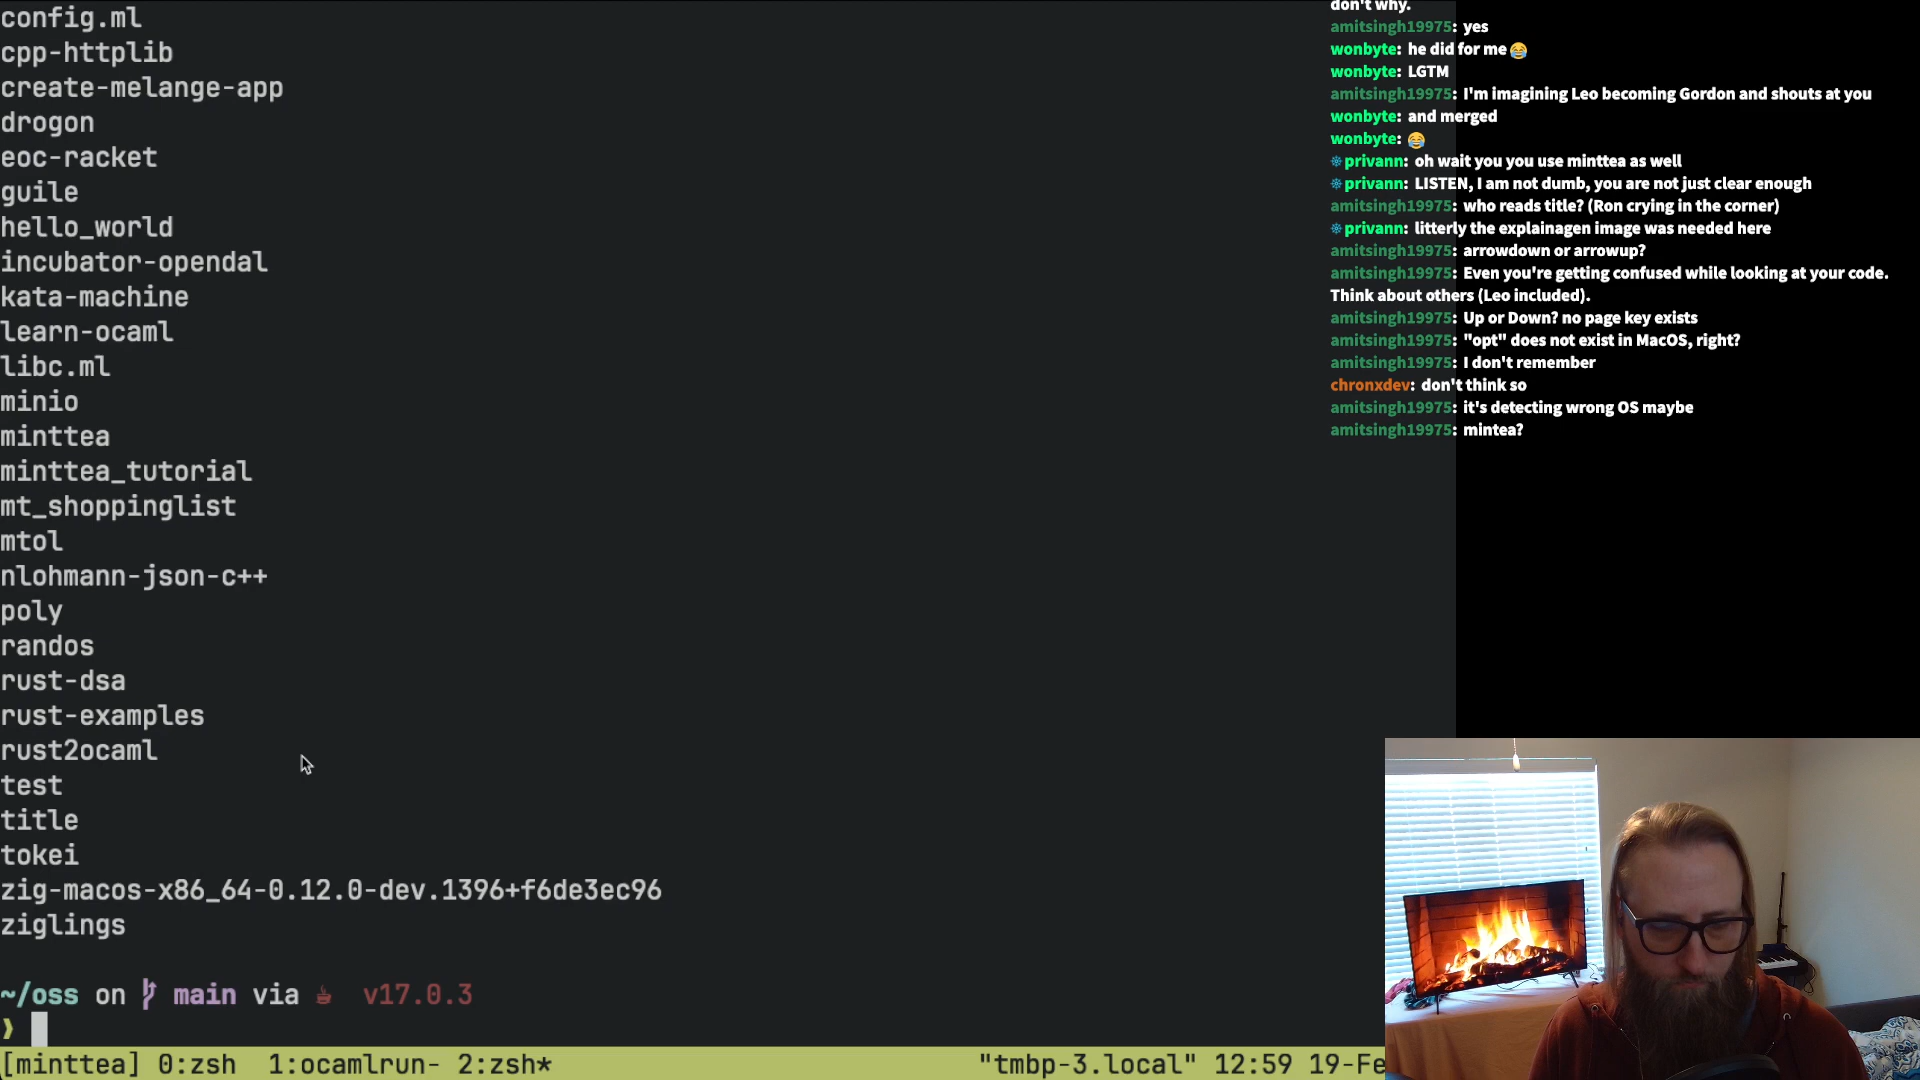 config.ml
cpp-httplib
create-melange-app
drogon
eoc-racket
guile
hello_world
incubator-opendal
kata-machine
learn-ocaml
libc.ml
minio
minttea
minttea_tutorial
mt_shoppinglist
mtol
nlohmann-json-c++
poly
randos
rust-dsa
rust-examples
rust2ocaml
test
title
tokei
zig-macos-x86_64-0.12.0-dev.1396+f6de3ec96
ziglings
~/oss on main via v17.0.3
❯
[minttea] 0:zsh 1:ocamlrun- 2:zsh* "tmbp-3.local" 12:59 19-Fe
don't why.
amitsingh19975: yes
wonbyte: he did for me 😂
wonbyte: LGTM
amitsingh19975: I'm imagining Leo becoming Gordon and shouts at you
wonbyte: and merged
wonbyte: 😂
privann: oh wait you you use minttea as well
privann: LISTEN, I am not dumb, you are not just clear enough
amitsingh19975: who reads title? (Ron crying in the corner)
privann: litterly the explainagen image was needed here
amitsingh19975: arrowdown or arrowup?
amitsingh19975: Even you're getting confused while looking at your code.
Think about others (Leo included).
amitsingh19975: Up or Down? no page key exists
amitsingh19975: "opt" does not exist in MacOS, right?
amitsingh19975: I don't remember
chronxdev: don't think so
amitsingh19975: it's detecting wrong OS maybe
amitsingh19975: mintea?